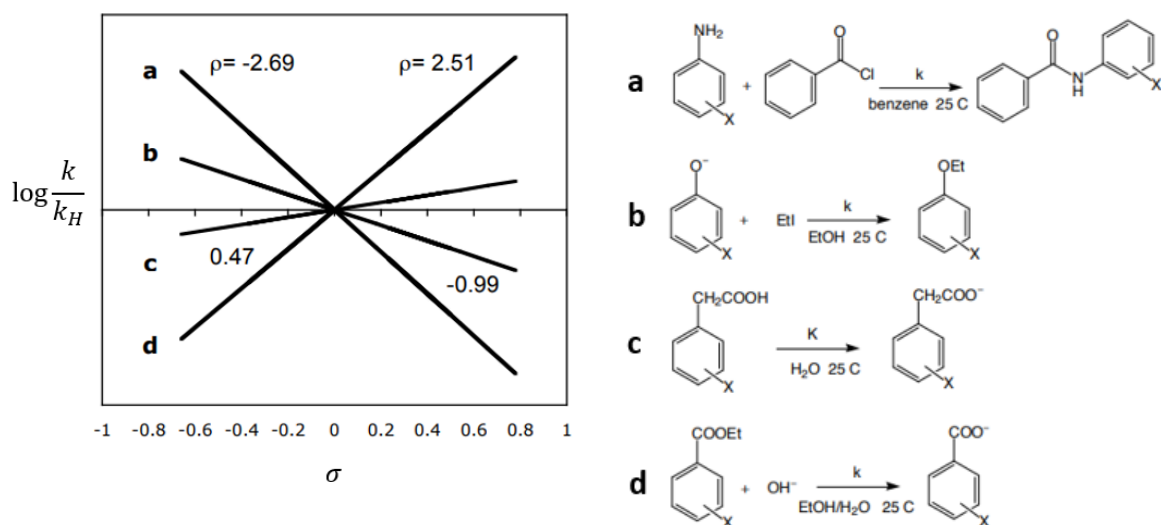 a
ρ= -2.69
ρ= 2.51
b
log k/k_H
c
0.47
-0.99
d
-1 -0.8 -0.6 -0.4 -0.2 0 0.2 0.4 0.6 0.8 1
σ
a
NH₂
X
+
O
Cl
k
benzene 25 C
O
N
H
X
b
O⁻
X
+
EtI
k
EtOH 25 C
OEt
X
c
CH₂COOH
X
K
H₂O 25 C
CH₂COO⁻
X
d
COOEt
X
+
OH⁻
k
EtOH/H₂O 25 C
COO⁻
X